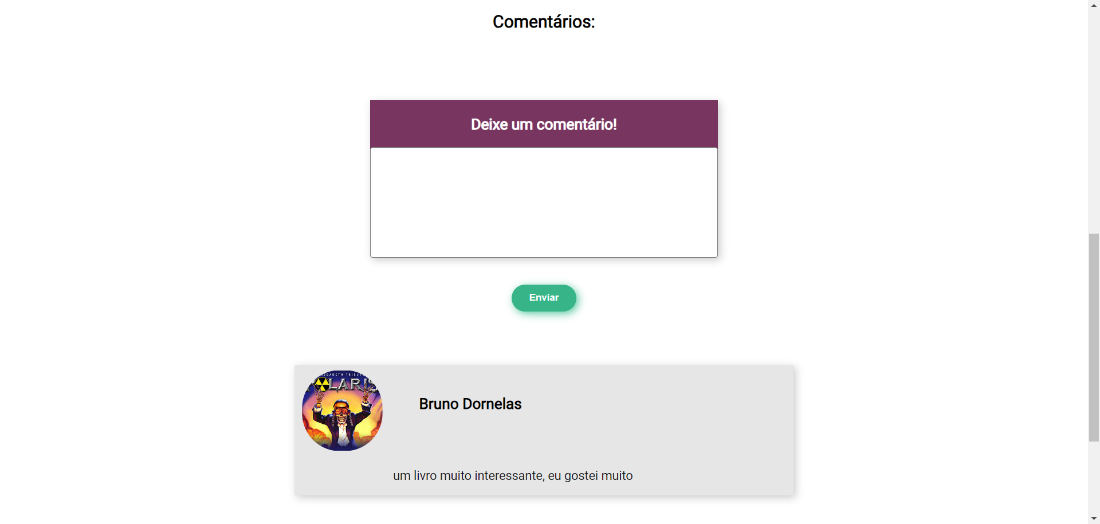 Comentários:
Deixe um comentário!
Enviar
Bruno Dornelas
um livro muito interessante, eu gostei muito